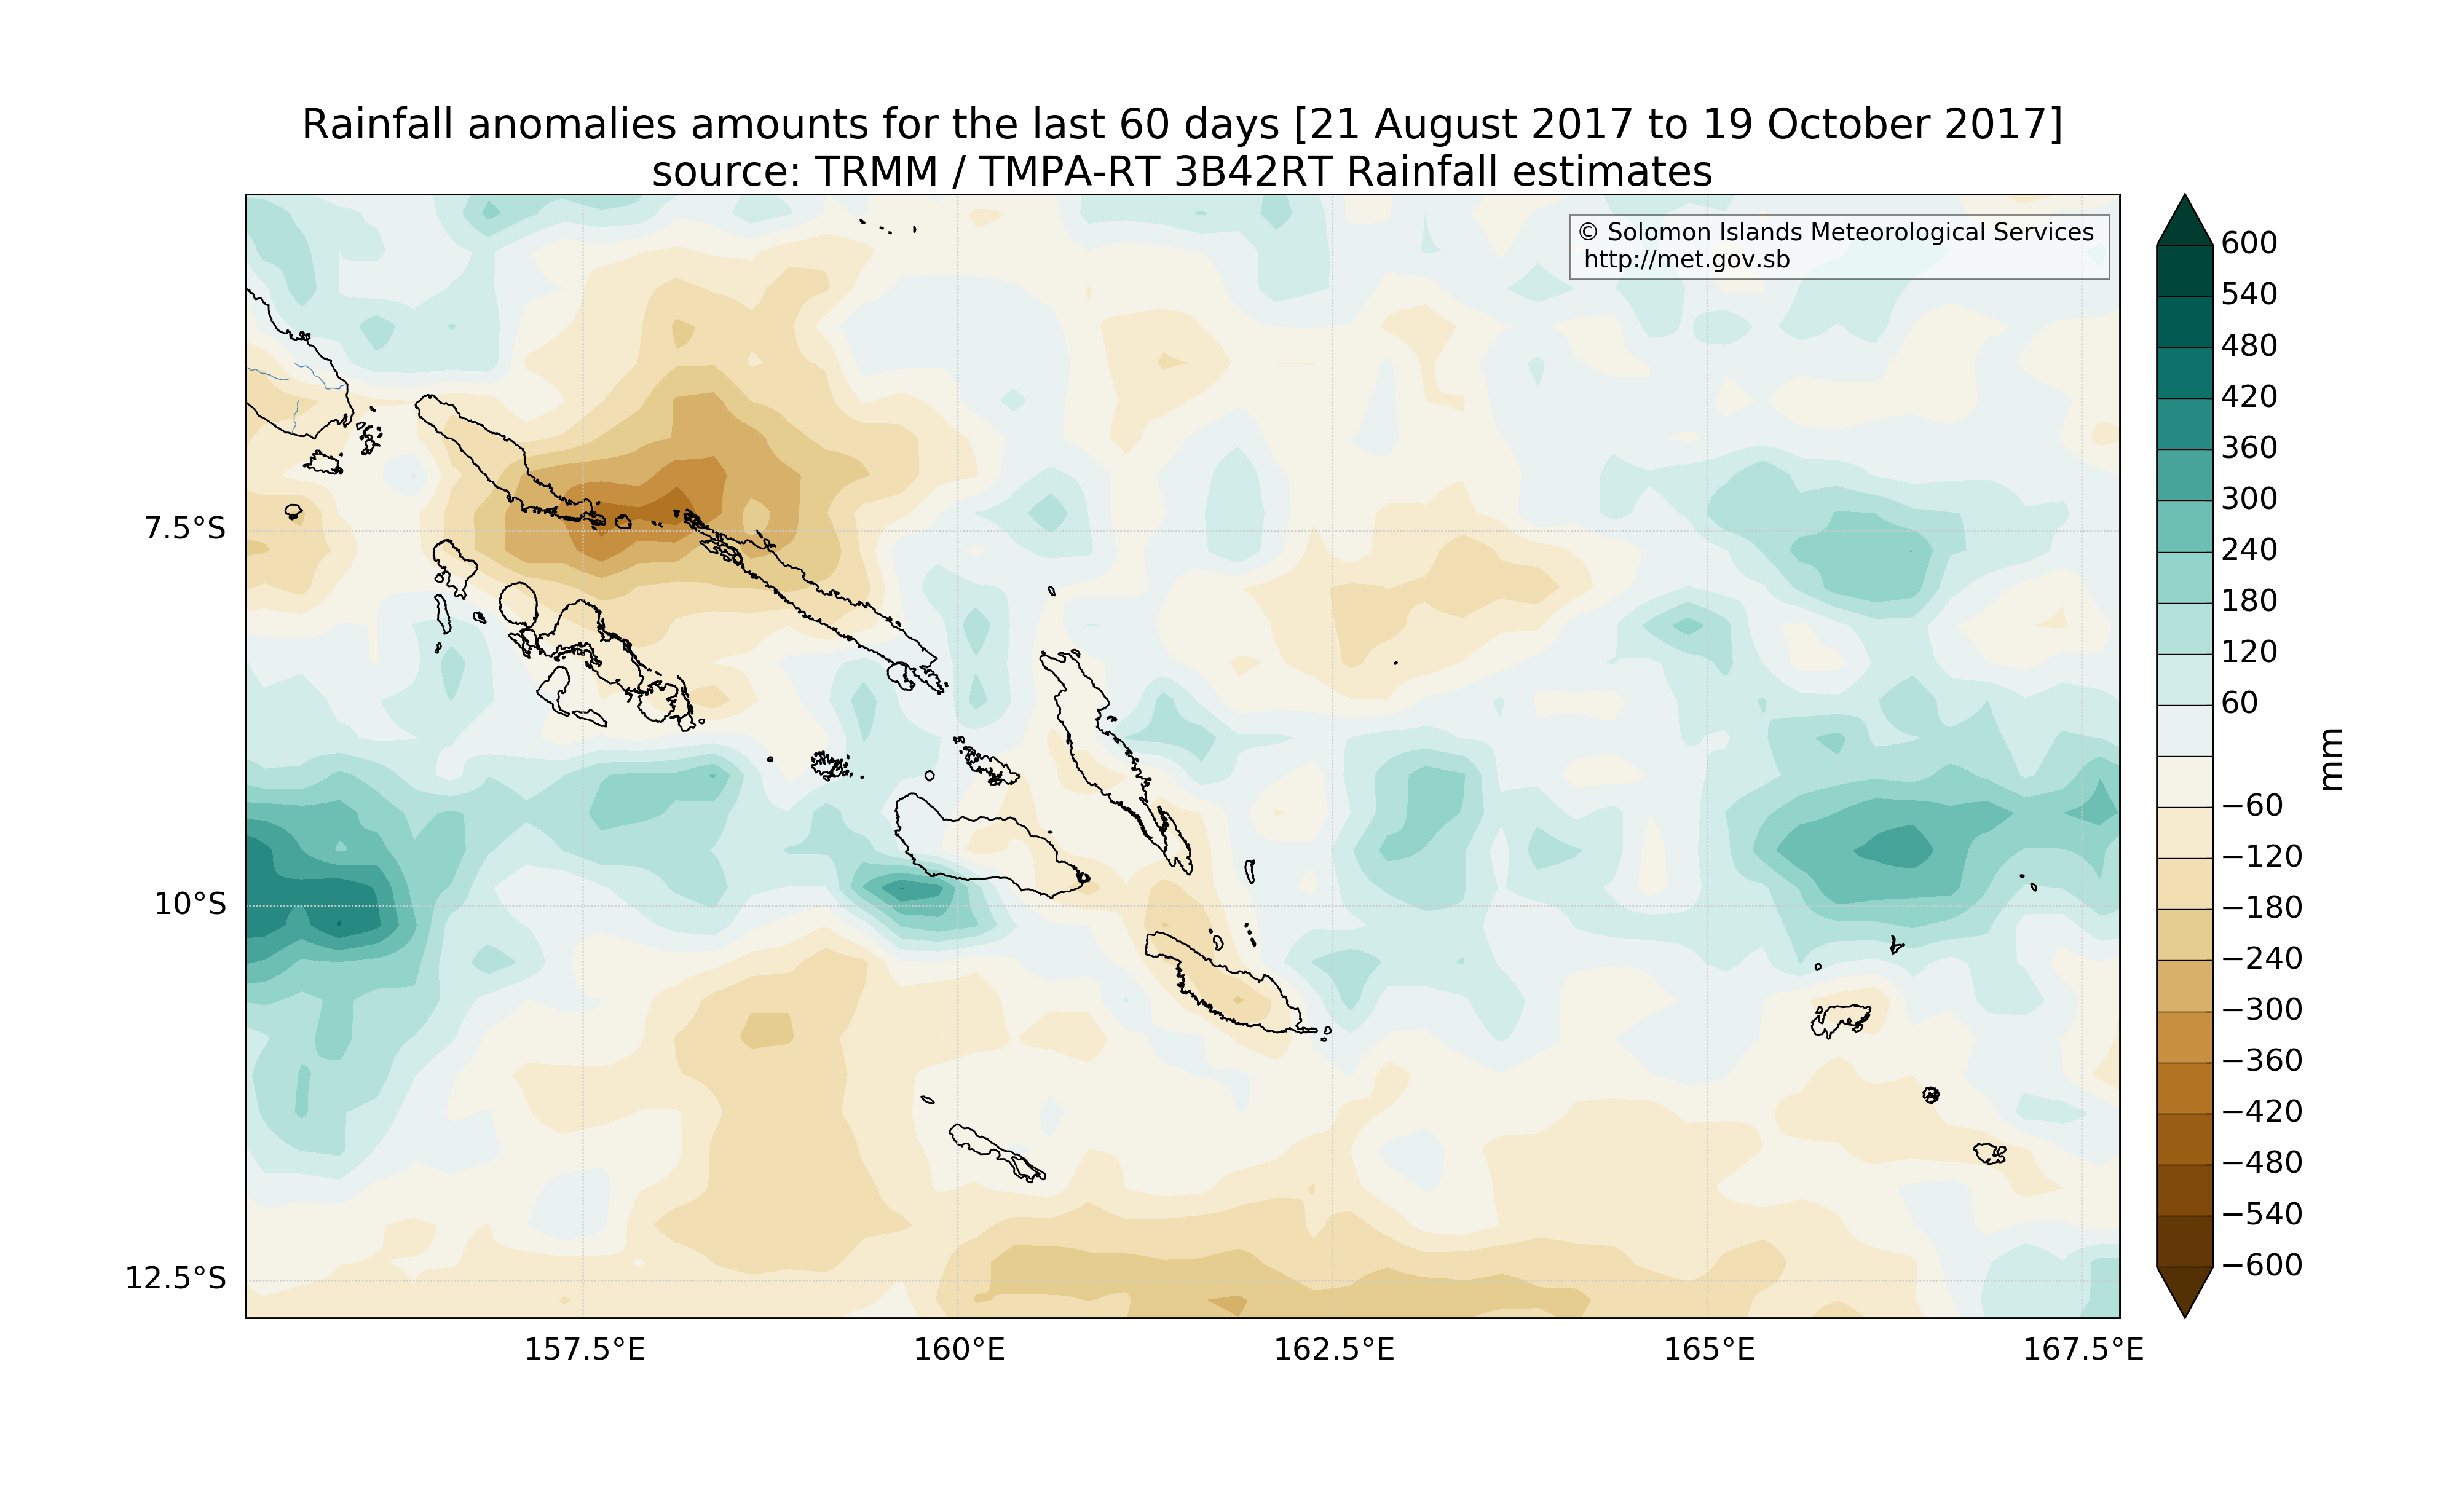 Rainfall anomalies amounts for the last 60 days [21 August 2017 to 19 October 2017]
source: TRMM / TMPA-RT 3B42RT Rainfall estimates
© Solomon Islands Meteorological Services
http://met.gov.sb
7.5°S
10°S
12.5°S
157.5°E
160°E
162.5°E
165°E
167.5°E
600
540
480
420
360
300
240
180
120
60
−60
−120
−180
−240
−300
−360
−420
−480
−540
−600
mm